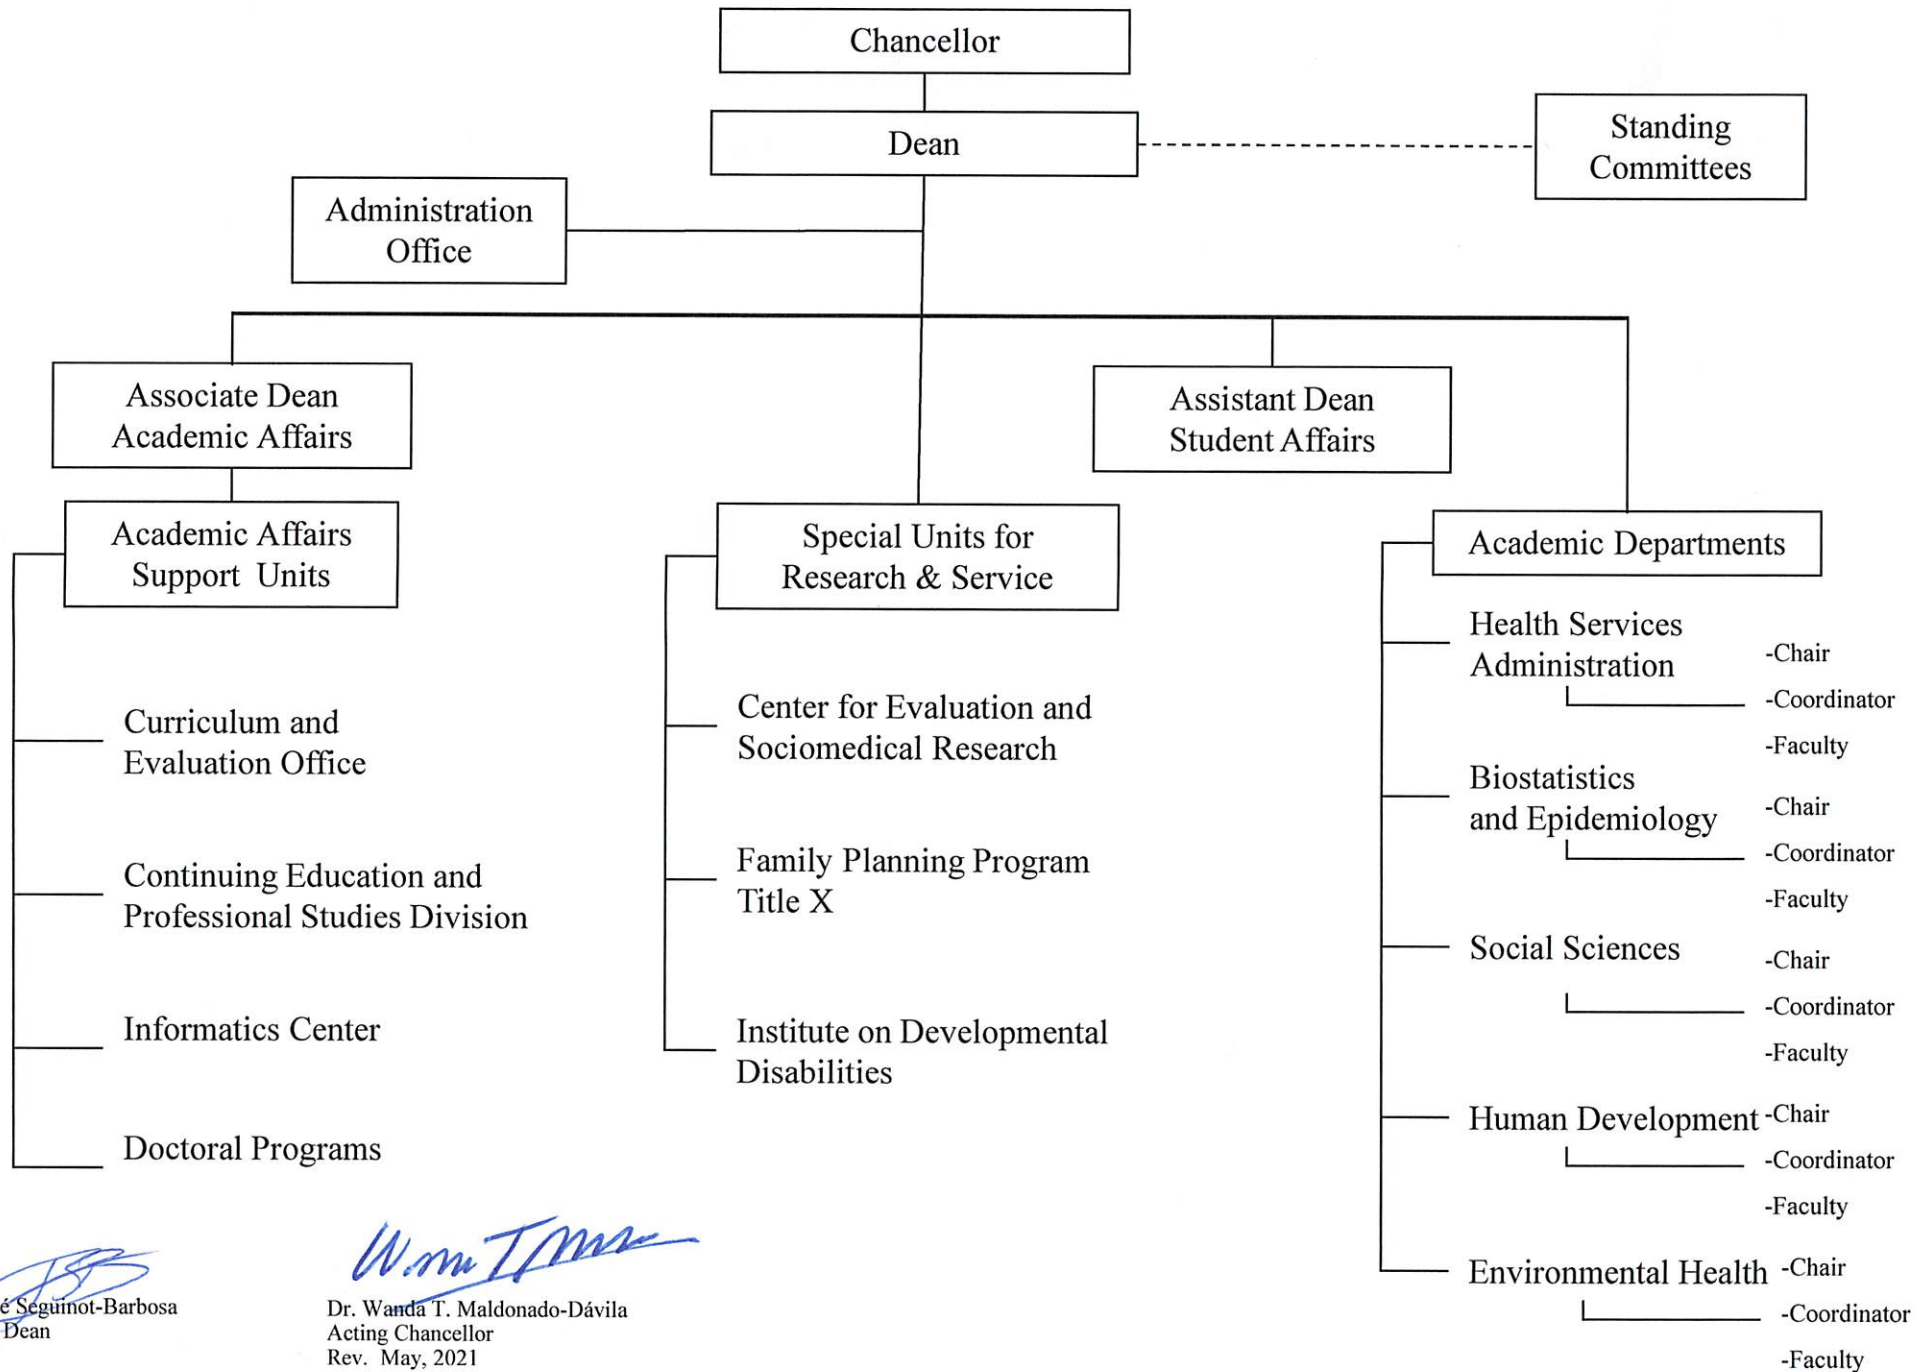 Chancellor
Dean
Standing
Committees
Administration
Office
Associate Dean
Academic Affairs
Assistant Dean
Student Affairs
Academic Affairs
Support Units
Special Units for
Research & Service
Academic Departments
Curriculum and
Evaluation Office
Continuing Education and
Professional Studies Division
Informatics Center
Doctoral Programs
Center for Evaluation and
Sociomedical Research
Family Planning Program
Title X
Institute on Developmental
Disabilities
Health Services
Administration
-Chair
-Coordinator
-Faculty
Biostatistics
and Epidemiology
-Chair
-Coordinator
-Faculty
Social Sciences
-Chair
-Coordinator
-Faculty
Human Development
-Chair
-Coordinator
-Faculty
Environmental Health
-Chair
-Coordinator
-Faculty
é Seguinot-Barbosa
Dean
Dr. Wanda T. Maldonado-Dávila
Acting Chancellor
Rev. May, 2021